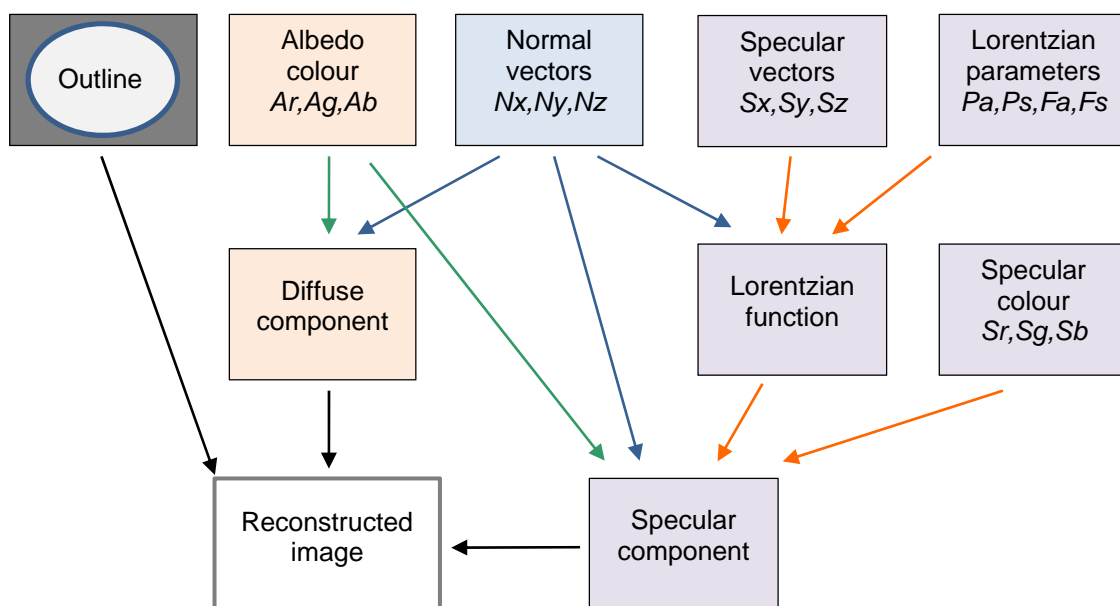 Outline
Albedo
colour
Ar,Ag,Ab
Normal
vectors
Nx,Ny,Nz
Specular
vectors
Sx,Sy,Sz
Lorentzian
parameters
Pa,Ps,Fa,Fs
Diffuse
component
Lorentzian
function
Specular
colour
Sr,Sg,Sb
Reconstructed
image
Specular
component